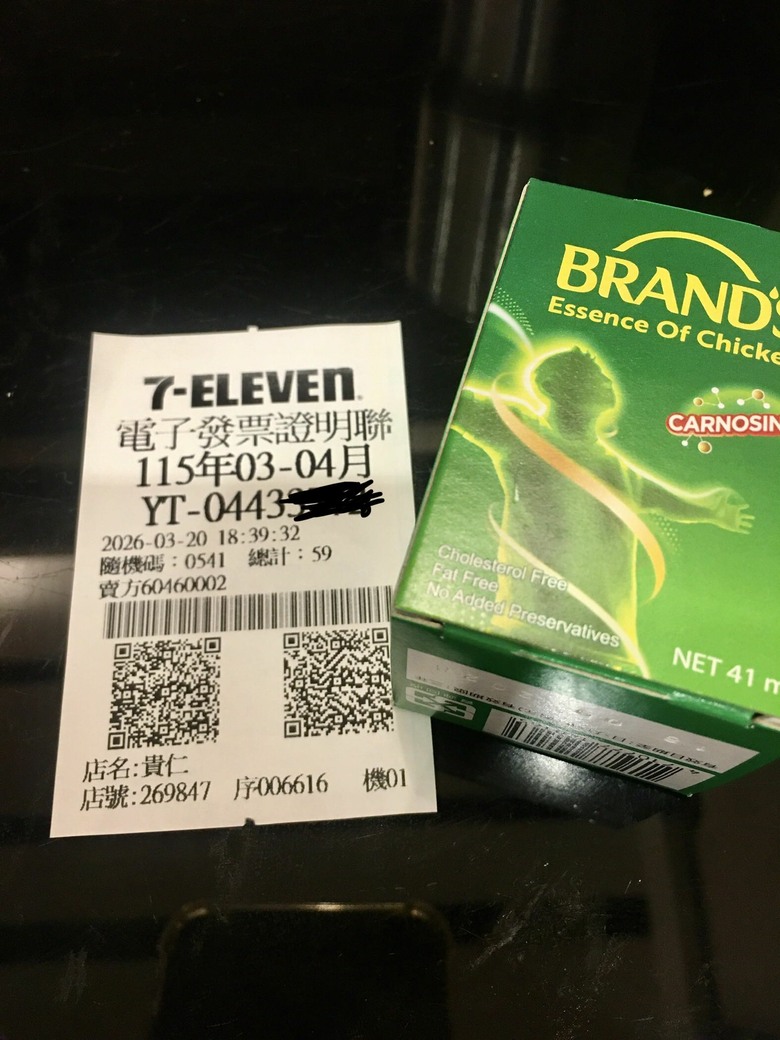 7-ELEVEN
電子發票證明聯
115年03-04月
YT-04433
2026-03-20 18:39:32
隨機碼：0541 總計：59
賣方60460002
店名:貴仁
店號:269847 序006616 機01
BRAND'S
Essence Of Chicke
CARNOSIN
Cholesterol Free
Fat Free
No Added Preservatives
NET 41 m